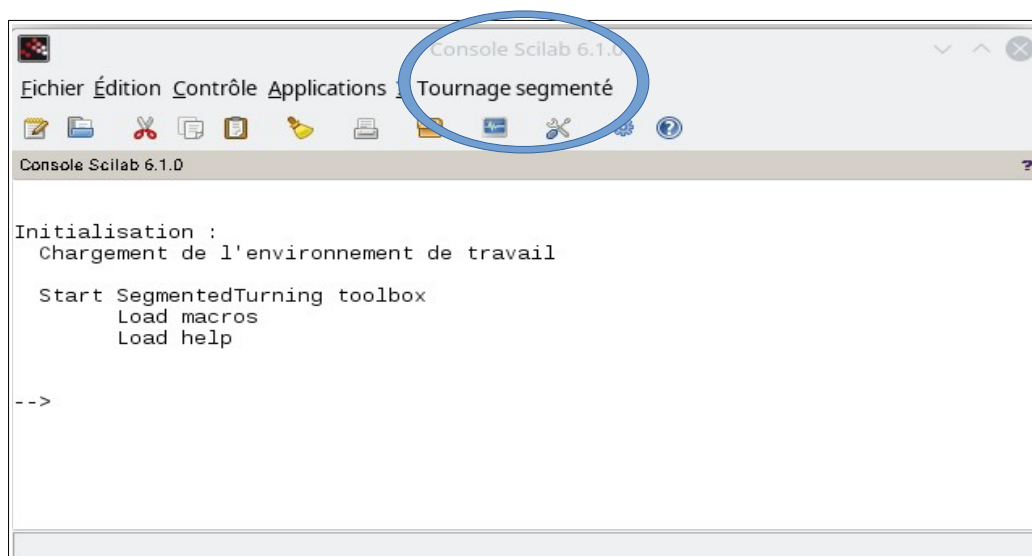 Console Scilab 6.1.0
Fichier Édition Contrôle Applications ? Tournage segmenté
Console Scilab 6.1.0 ?
Initialisation :
Chargement de l'environnement de travail
Start SegmentedTurning toolbox
Load macros
Load help
-->